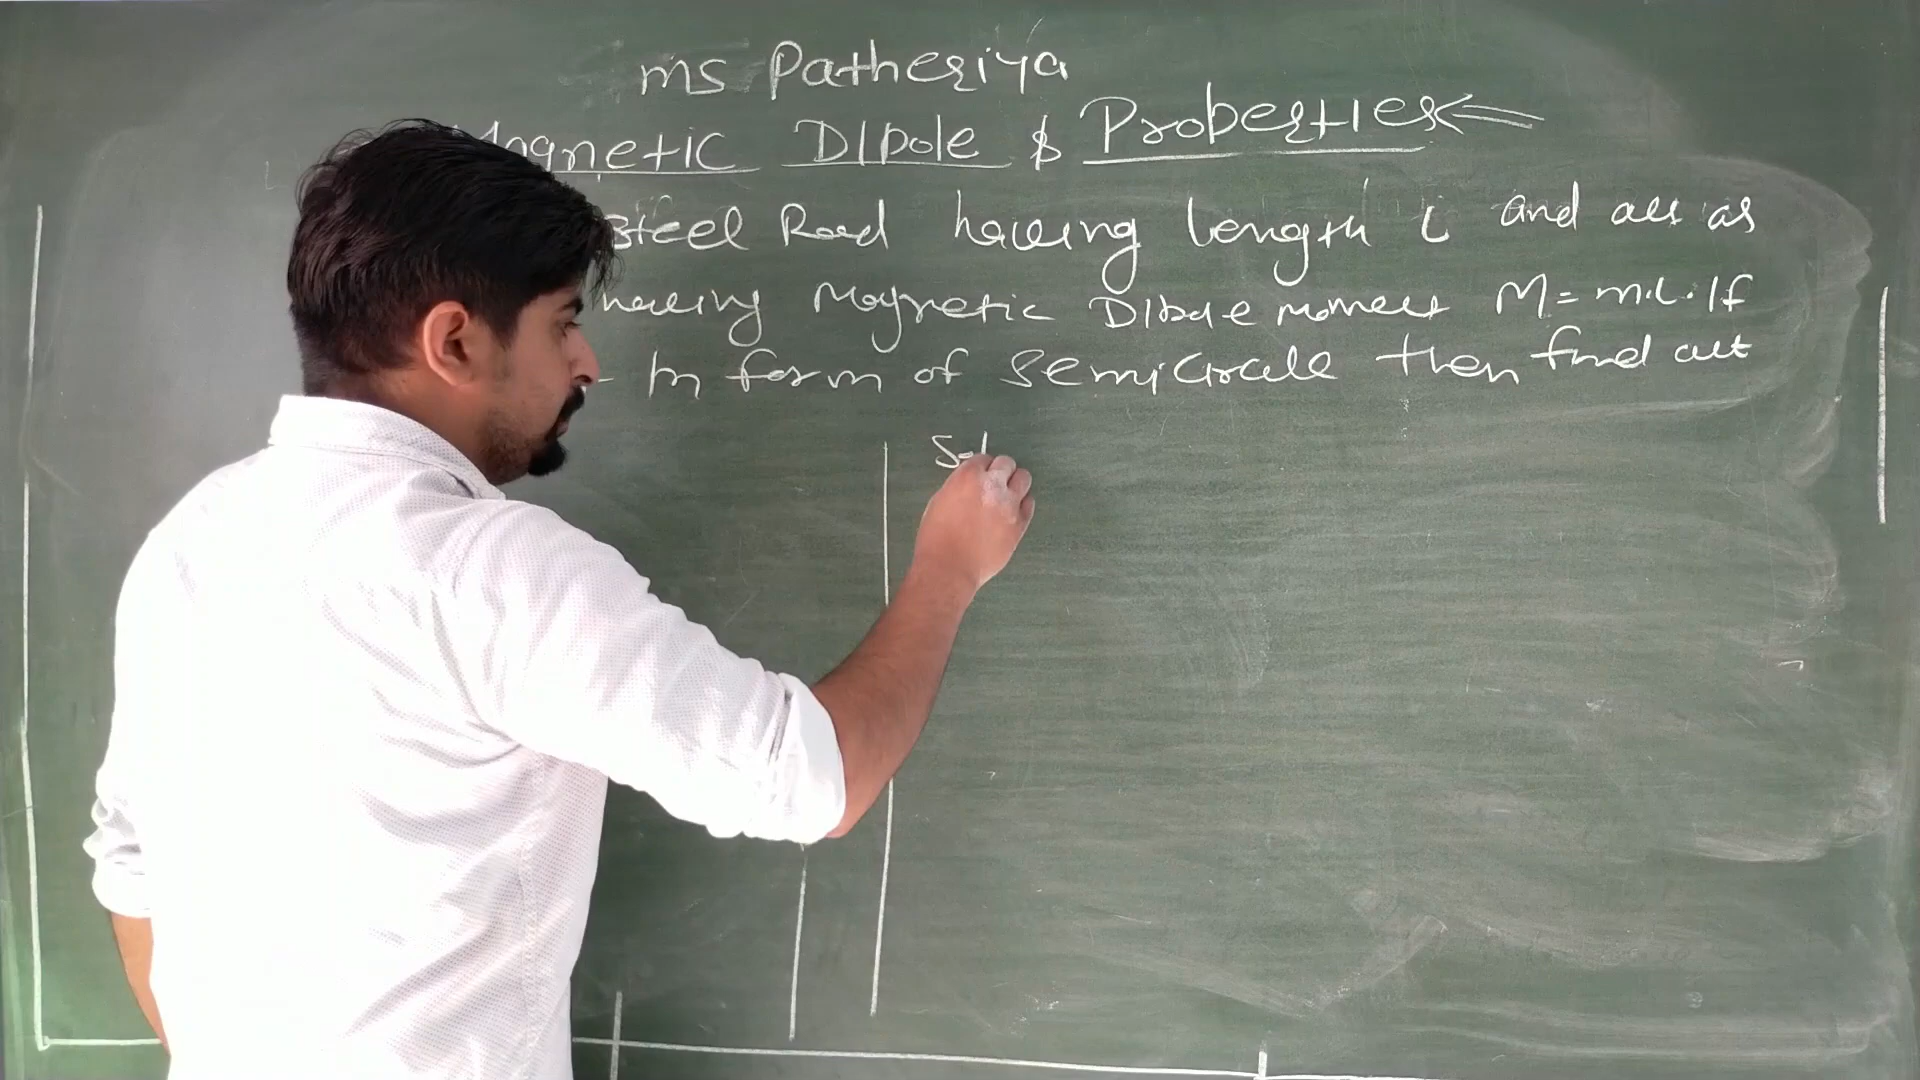 ms Patheriya
Magnetic Dipole & Properties
steel Road having length L and act as
having Magnetic Dipole moment M = m.L. If
In form of Semicircle then find out
Sol